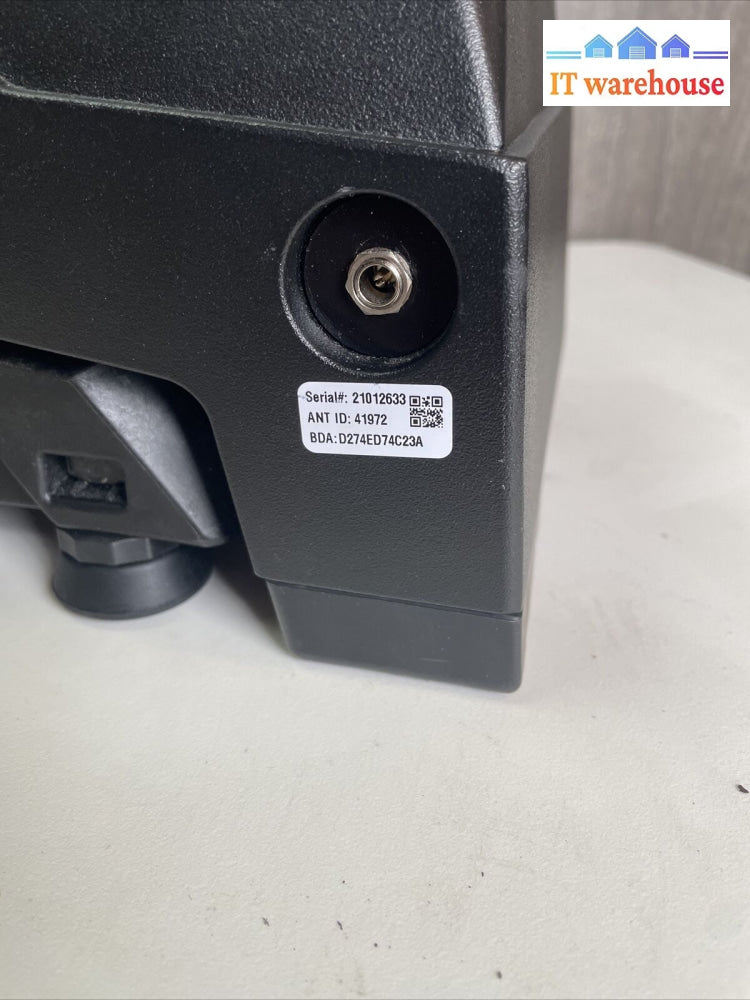 IT warehouse
Serial#: 21012633
ANT ID: 41972
BDA:D274ED74C23A